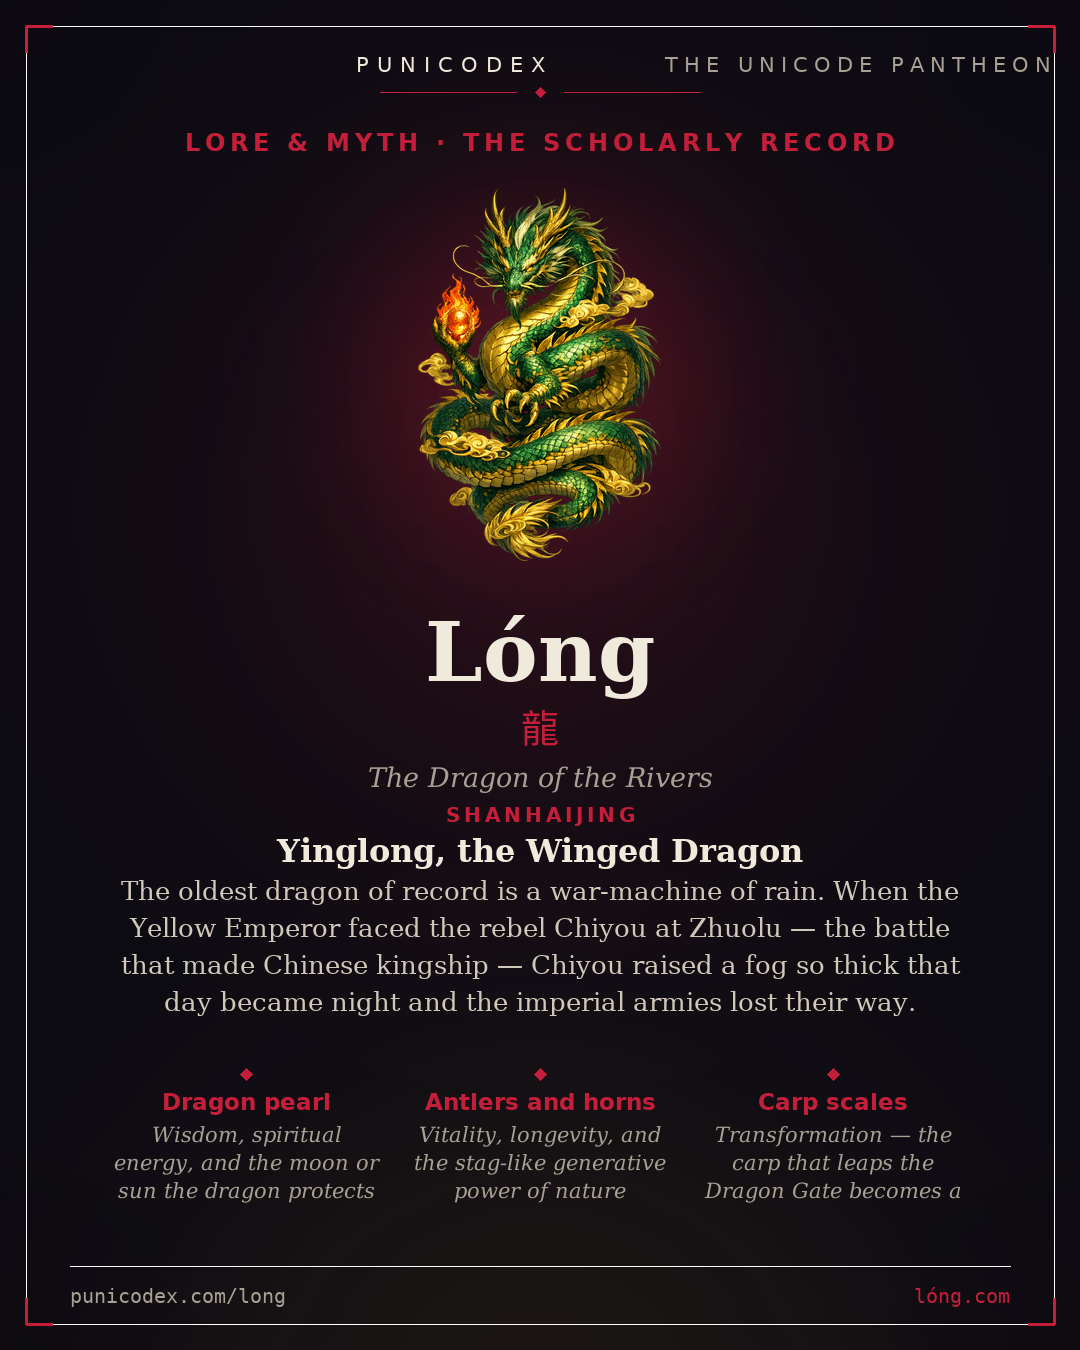 PUNICODEX THE UNICODE PANTHEON
LORE & MYTH · THE SCHOLARLY RECORD
Lóng
龍
The Dragon of the Rivers
SHANHAIJING
Yinglong, the Winged Dragon
The oldest dragon of record is a war-machine of rain. When the
Yellow Emperor faced the rebel Chiyou at Zhuolu — the battle
that made Chinese kingship — Chiyou raised a fog so thick that
day became night and the imperial armies lost their way.
Dragon pearl
Wisdom, spiritual
energy, and the moon or
sun the dragon protects
Antlers and horns
Vitality, longevity, and
the stag-like generative
power of nature
Carp scales
Transformation — the
carp that leaps the
Dragon Gate becomes a
punicodex.com/long
lóng.com